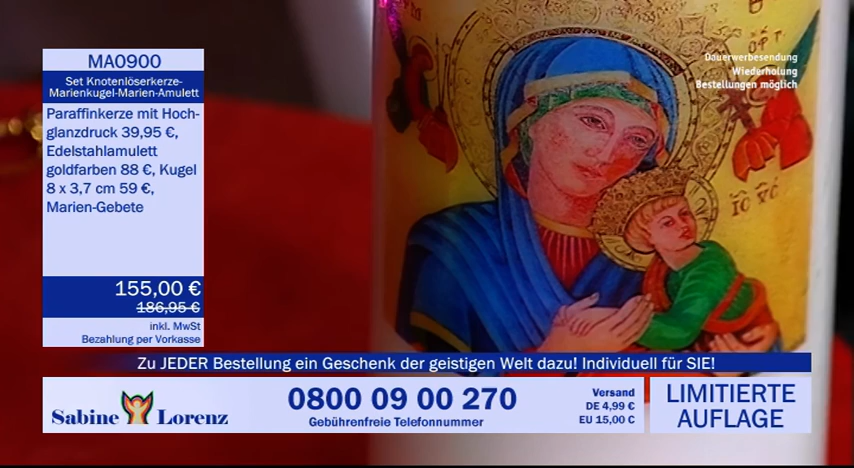 MA0900
Set Knotenlöserkerze-
Marienkugel-Marien-Amulett
Paraffinkerze mit Hoch-
glanzdruck 39,95 €,
Edelstahlamulett
goldfarben 88 €, Kugel
8 x 3,7 cm 59 €,
Marien-Gebete
155,00 €
186,95 €
inkl. MwSt
Bezahlung per Vorkasse
Dauerwerbesendung
Wiederholung
Bestellungen möglich
Zu JEDER Bestellung ein Geschenk der geistigen Welt dazu! Individuell für SIE!
Sabine Lorenz
0800 09 00 270
Gebührenfreie Telefonnummer
Versand
DE 4,99 €
EU 15,00 €
LIMITIERTE
AUFLAGE